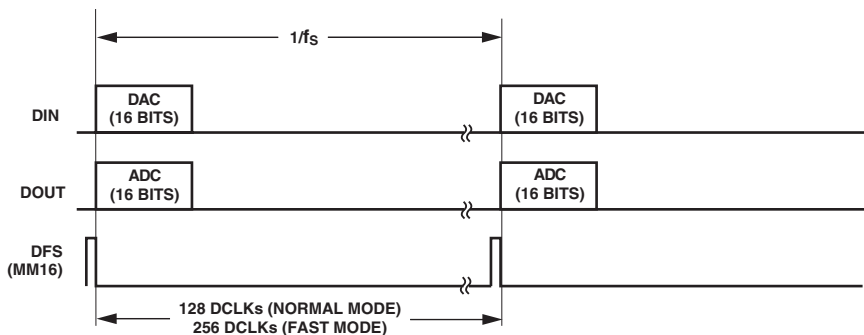 1/fS
DIN
DAC
(16 BITS)
DAC
(16 BITS)
DOUT
ADC
(16 BITS)
ADC
(16 BITS)
DFS
(MM16)
128 DCLKs (NORMAL MODE)
256 DCLKs (FAST MODE)